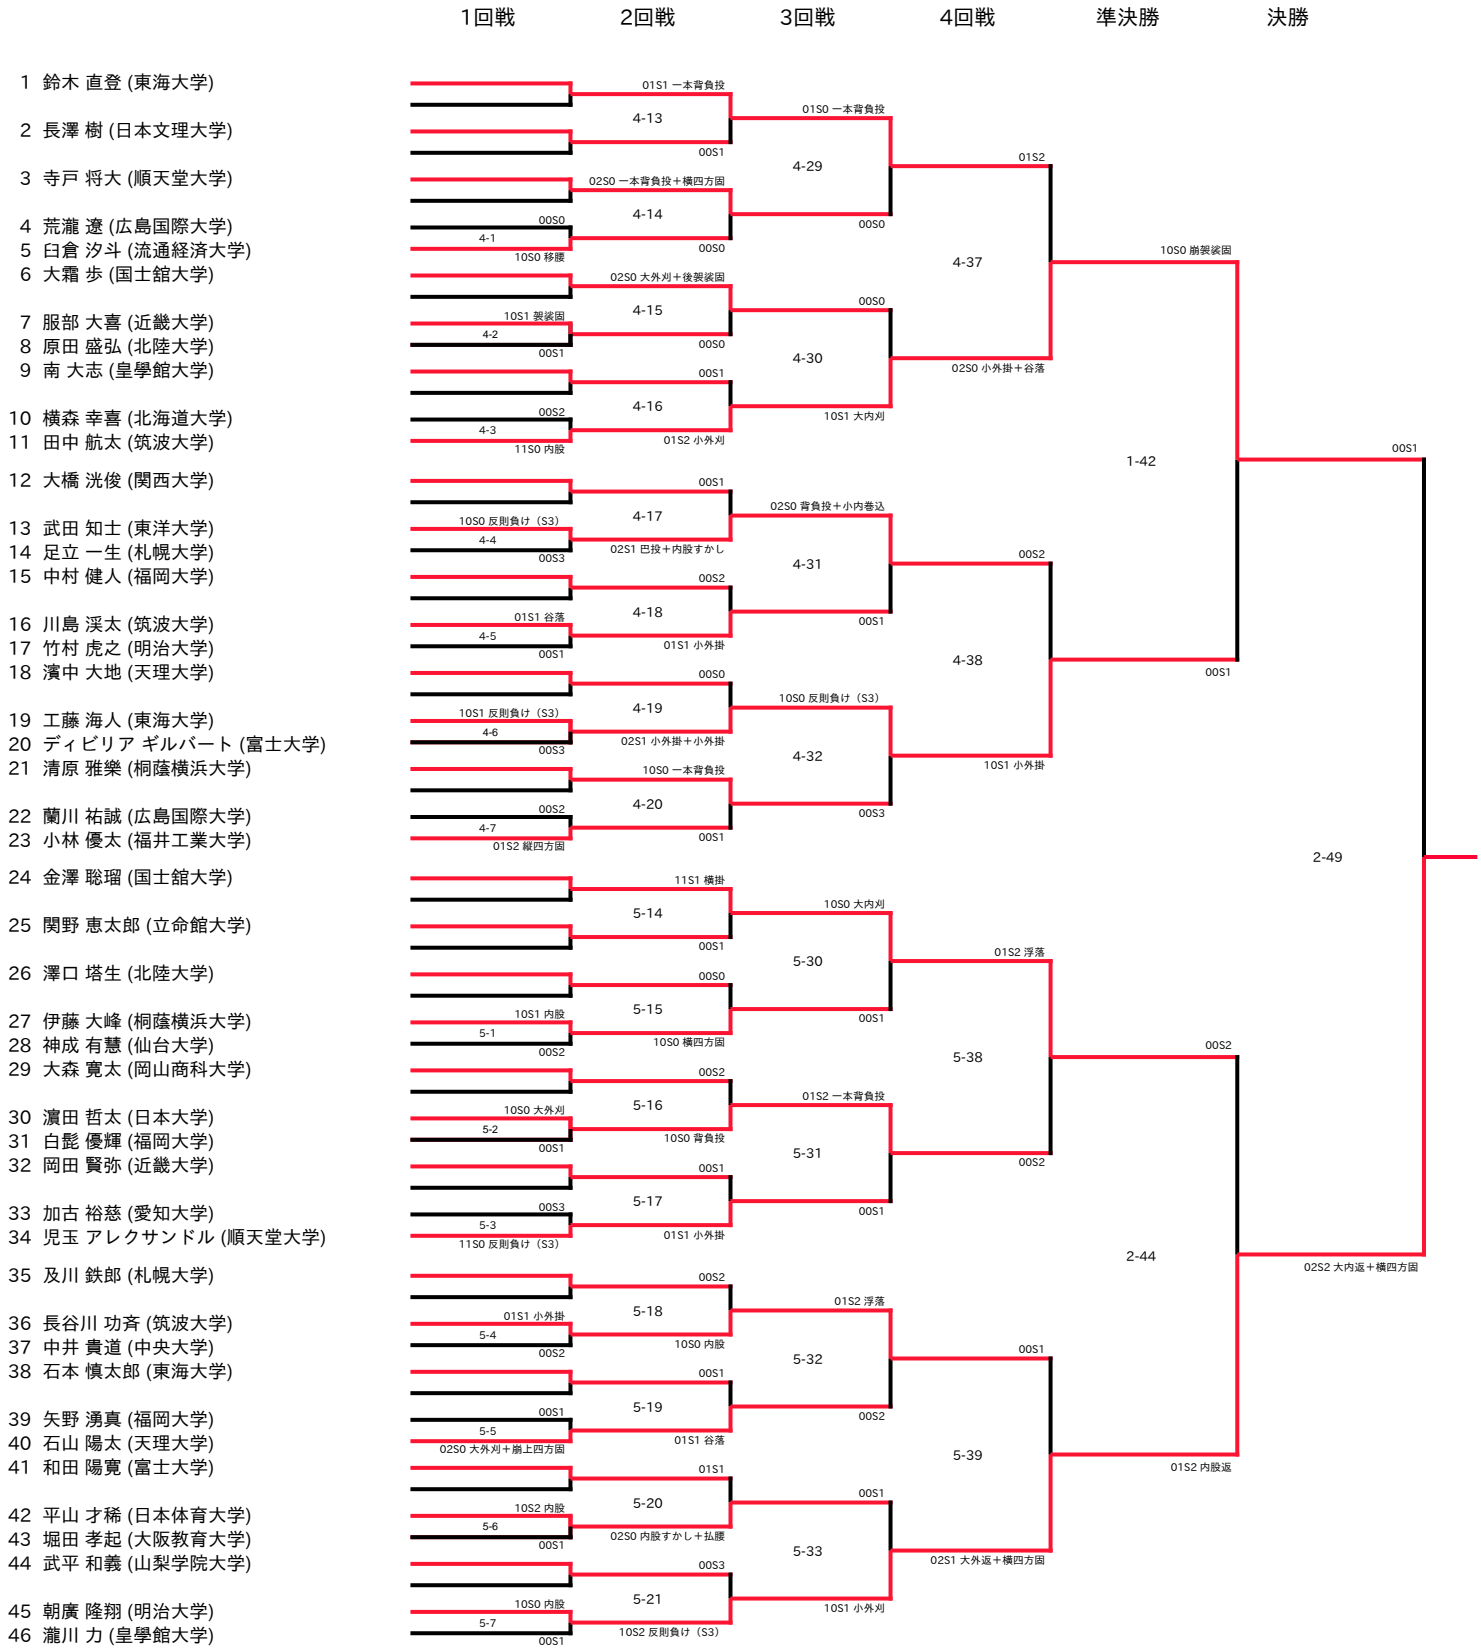 1回戦 2回戦 3回戦 4回戦 準決勝 決勝
1 鈴木 直登 (東海大学)
01S1 一本背負投
01S0 一本背負投
4-13
2 長澤 樹 (日本文理大学)
00S1
01S2
4-29
3 寺戸 将大 (順天堂大学)
02S0 一本背負投＋横四方固
4-14
00S0
4 荒瀧 遼 (広島国際大学)
00S0
4-1
00S0
5 臼倉 汐斗 (流通経済大学)
10S0 移腰
10S0 崩袈裟固
4-37
6 大霜 歩 (国士舘大学)
02S0 大外刈＋後袈裟固
00S0
4-15
7 服部 大喜 (近畿大学)
10S1 袈裟固
4-2
00S0
8 原田 盛弘 (北陸大学)
00S1
4-30
02S0 小外掛＋谷落
9 南 大志 (皇學館大学)
00S1
4-16
10 横森 幸喜 (北海道大学)
00S2
10S1 大内刈
4-3
01S2 小外刈
11 田中 航太 (筑波大学)
11S0 内股
00S1
1-42
12 大橋 洸俊 (関西大学)
00S1
02S0 背負投＋小内巻込
4-17
13 武田 知士 (東洋大学)
10S0 反則負け（S3）
4-4
02S1 巴投＋内股すかし
14 足立 一生 (札幌大学)
00S3
00S2
4-31
15 中村 健人 (福岡大学)
00S2
4-18
00S1
16 川島 渓太 (筑波大学)
01S1 谷落
4-5
01S1 小外掛
17 竹村 虎之 (明治大学)
00S1
4-38
18 濱中 大地 (天理大学)
00S0
00S1
10S0 反則負け（S3）
4-19
19 工藤 海人 (東海大学)
10S1 反則負け（S3）
4-6
02S1 小外掛＋小外掛
20 ディビリア ギルバート (富士大学)
00S3
4-32
10S1 小外掛
21 清原 雅樂 (桐蔭横浜大学)
10S0 一本背負投
4-20
22 蘭川 祐誠 (広島国際大学)
00S2
00S3
4-7
00S1
23 小林 優太 (福井工業大学)
01S2 縦四方固
2-49
24 金澤 聡瑠 (国士舘大学)
11S1 横掛
10S0 大内刈
5-14
25 関野 恵太郎 (立命館大学)
00S1
01S2 浮落
5-30
26 澤口 塔生 (北陸大学)
00S0
5-15
27 伊藤 大峰 (桐蔭横浜大学)
10S1 内股
00S1
5-1
10S0 横四方固
28 神成 有慧 (仙台大学)
00S2
00S2
5-38
29 大森 寛太 (岡山商科大学)
00S2
01S2 一本背負投
5-16
30 濵田 哲太 (日本大学)
10S0 大外刈
5-2
10S0 背負投
31 白髭 優輝 (福岡大学)
00S1
5-31
00S2
32 岡田 賢弥 (近畿大学)
00S1
5-17
33 加古 裕慈 (愛知大学)
00S3
00S1
5-3
01S1 小外掛
34 児玉 アレクサンドル (順天堂大学)
11S0 反則負け（S3）
2-44
02S2 大内返＋横四方固
35 及川 鉄郎 (札幌大学)
00S2
01S2 浮落
5-18
36 長谷川 功斉 (筑波大学)
01S1 小外掛
5-4
10S0 内股
37 中井 貴道 (中央大学)
00S2
00S1
5-32
38 石本 慎太郎 (東海大学)
00S1
5-19
39 矢野 湧真 (福岡大学)
00S1
00S2
5-5
01S1 谷落
40 石山 陽太 (天理大学)
02S0 大外刈＋崩上四方固
5-39
41 和田 陽寛 (富士大学)
01S1
01S2 内股返
00S1
5-20
42 平山 才稀 (日本体育大学)
10S2 内股
5-6
02S0 内股すかし＋払腰
43 堀田 孝起 (大阪教育大学)
00S1
5-33
02S1 大外返＋横四方固
44 武平 和義 (山梨学院大学)
00S3
5-21
45 朝廣 隆翔 (明治大学)
10S0 内股
10S1 小外刈
5-7
10S2 反則負け（S3）
46 瀧川 力 (皇學館大学)
00S1